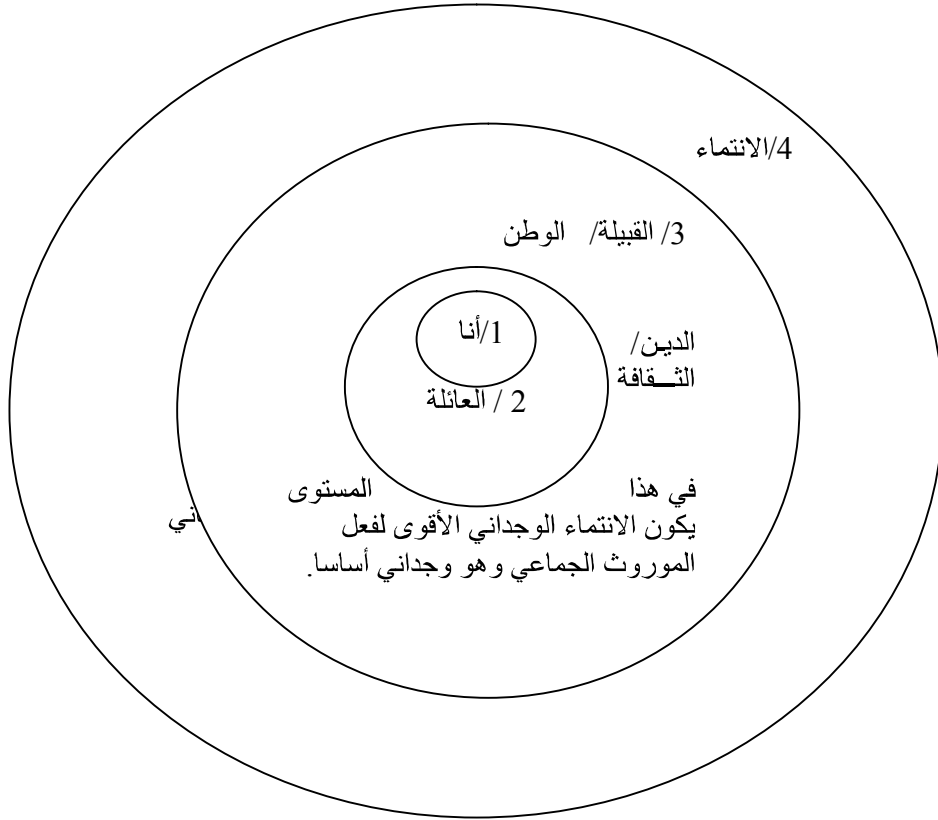 4/الانتماء
3/ القبيلة/ الوطن
1/أنا
الديـن/
الثـــقافة
2 / العائلة
في هذا المستوى
يكون الانتماء الوجداني الأقوى لفعل
الموروث الجماعي وهو وجداني أساسا.